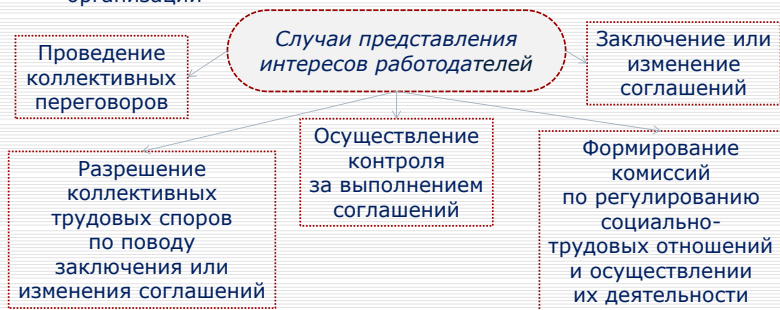 Случаи представления
интересов работодателей
Проведение
коллективных
переговоров
Заключение или
изменение
соглашений
Разрешение
коллективных
трудовых споров
по поводу
заключения или
изменения соглашений
Осуществление
контроля
за выполнением
соглашений
Формирование
комиссий
по регулированию
социально-
трудовых отношений
и осуществлении
их деятельности